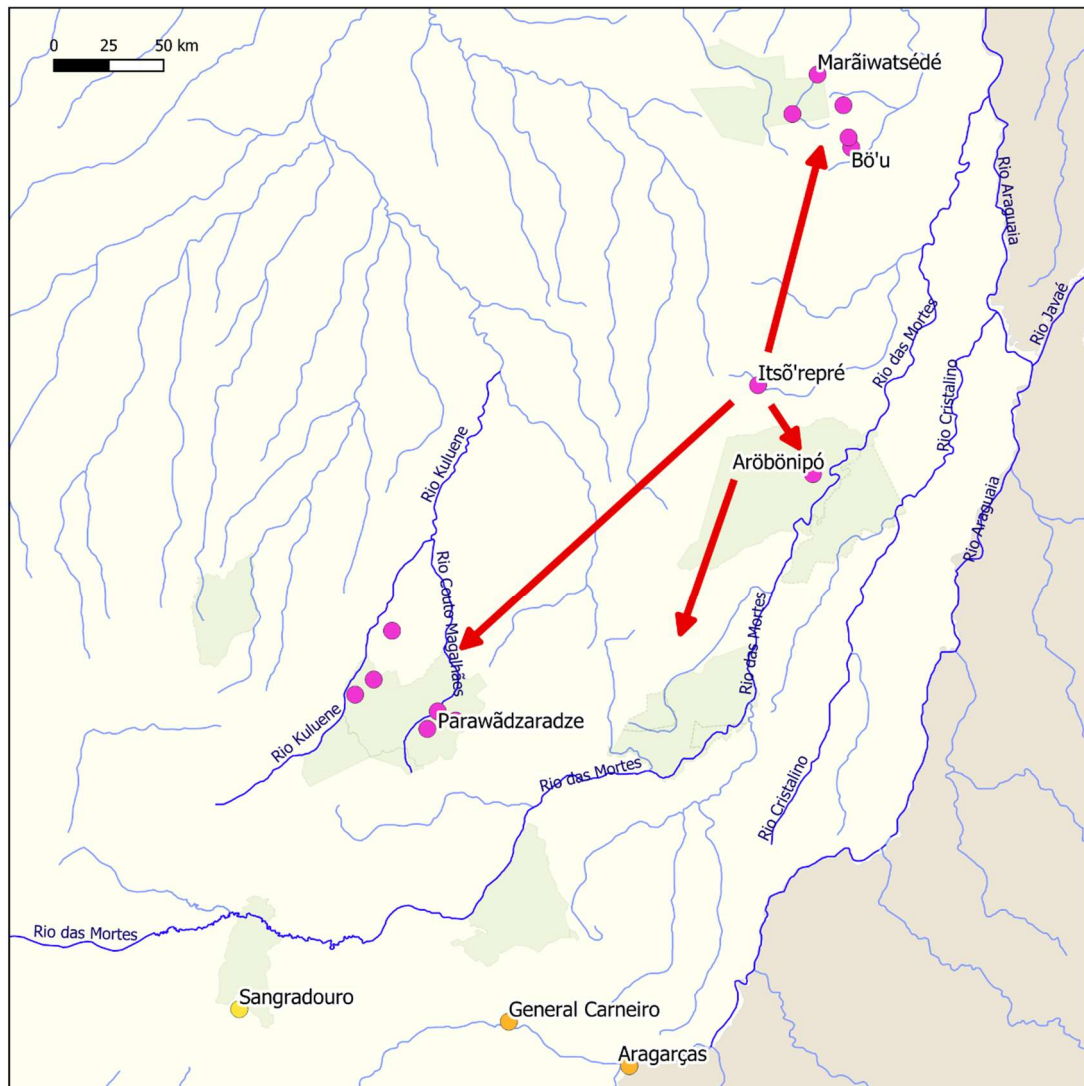 0 25 50 km
Marãiwatsédé
Bö'u
Rio Araguaia
Rio Javaé
Rio das Mortes
Itsõ'repré
Rio Cristalino
Rio Kuluene
Aröbönipó
Rio Araguaia
Rio Couto Magalhães
Rio das Mortes
Parawãdzaradze
Rio Kuluene
Rio das Mortes
Rio Cristalino
Rio das Mortes
Sangradouro
General Carneiro
Aragarças